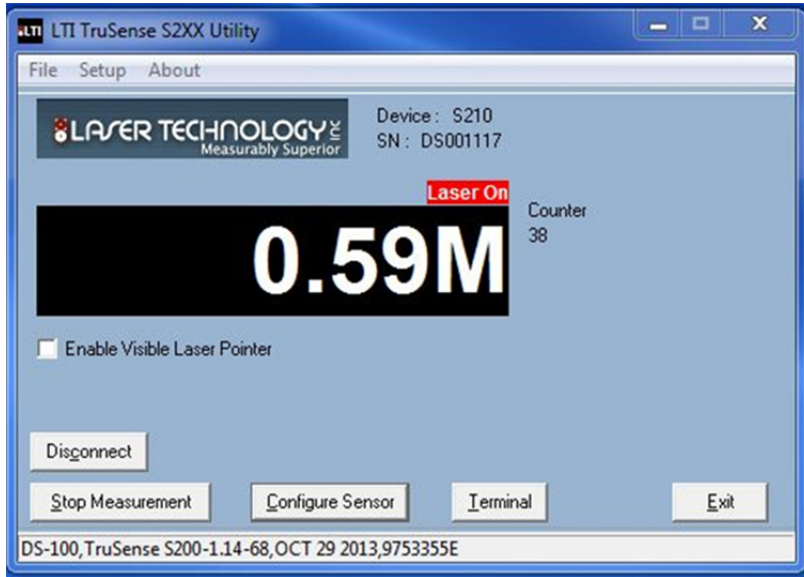 LTI LTI TruSense S2XX Utility
File Setup About
LASER TECHNOLOGY INC
Measurably Superior
Device : S210
SN : DS001117
Laser On
0.59M
Counter
38
Enable Visible Laser Pointer
Disconnect
Stop Measurement Configure Sensor Terminal Exit
DS-100,TruSense S200-1.14-68,OCT 29 2013,9753355E